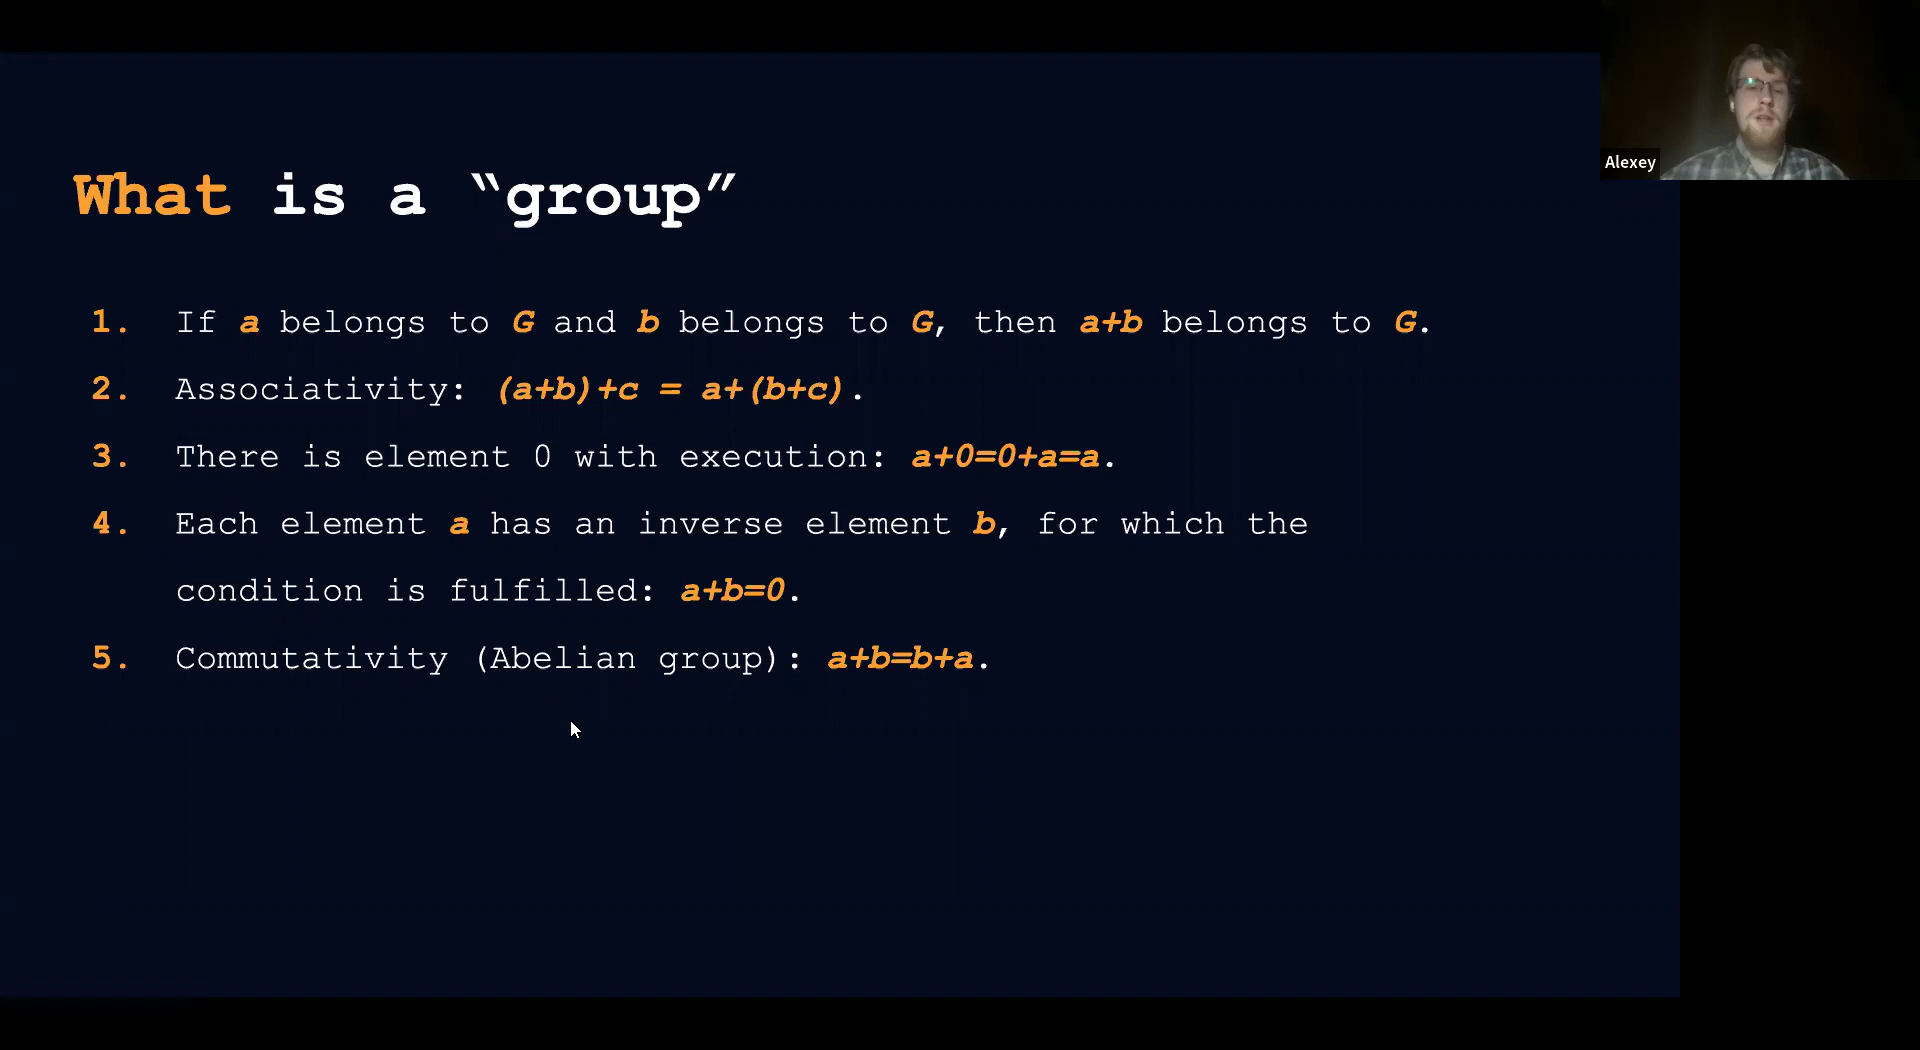 What is a “group”
1. If a belongs to G and b belongs to G, then a+b belongs to G.
2. Associativity: (a+b)+c = a+(b+c).
3. There is element 0 with execution: a+0=0+a=a.
4. Each element a has an inverse element b, for which the
condition is fulfilled: a+b=0.
5. Commutativity (Abelian group): a+b=b+a.
Alexey